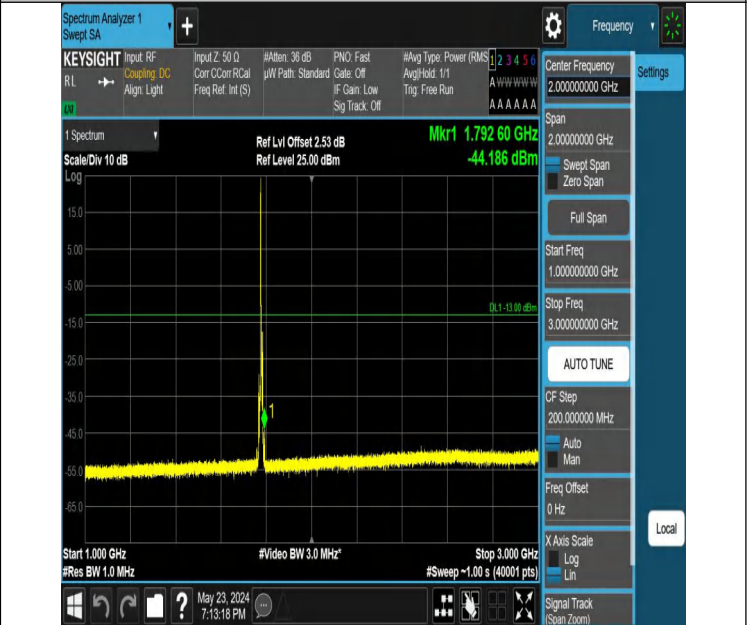 Spectrum Analyzer 1
Swept SA
+
Frequency
KEYSIGHT
RL
LXI
Input: RF
Coupling: DC
Align: Light
Input Z: 50 Ω
Corr CCorr RCal
Freq Ref: Int (S)
#Atten: 36 dB
µW Path: Standard
PNO: Fast
Gate: Off
IF Gain: Low
Sig Track: Off
#Avg Type: Power (RMS
Avg|Hold: 1/1
Trig: Free Run
1 2 3 4 5 6
A W W W W W
A A A A A A
1 Spectrum
Scale/Div 10 dB
Ref Lvl Offset 2.53 dB
Ref Level 25.00 dBm
Mkr1 1.792 60 GHz
-44.186 dBm
Log
15.0
5.00
-5.00
DL1 -13.00 dBm
-15.0
-25.0
-35.0
1
-45.0
-55.0
-65.0
Start 1.000 GHz
#Res BW 1.0 MHz
#Video BW 3.0 MHz*
Stop 3.000 GHz
#Sweep ~1.00 s (40001 pts)
Center Frequency
2.00000000 GHz
Settings
Span
2.00000000 GHz
Swept Span
Zero Span
Full Span
Start Freq
1.000000000 GHz
Stop Freq
3.000000000 GHz
AUTO TUNE
CF Step
200.000000 MHz
Auto
Man
Freq Offset
0 Hz
X Axis Scale
Log
Lin
Local
Signal Track
(Span Zoom)
?
May 23, 2024
7:13:18 PM